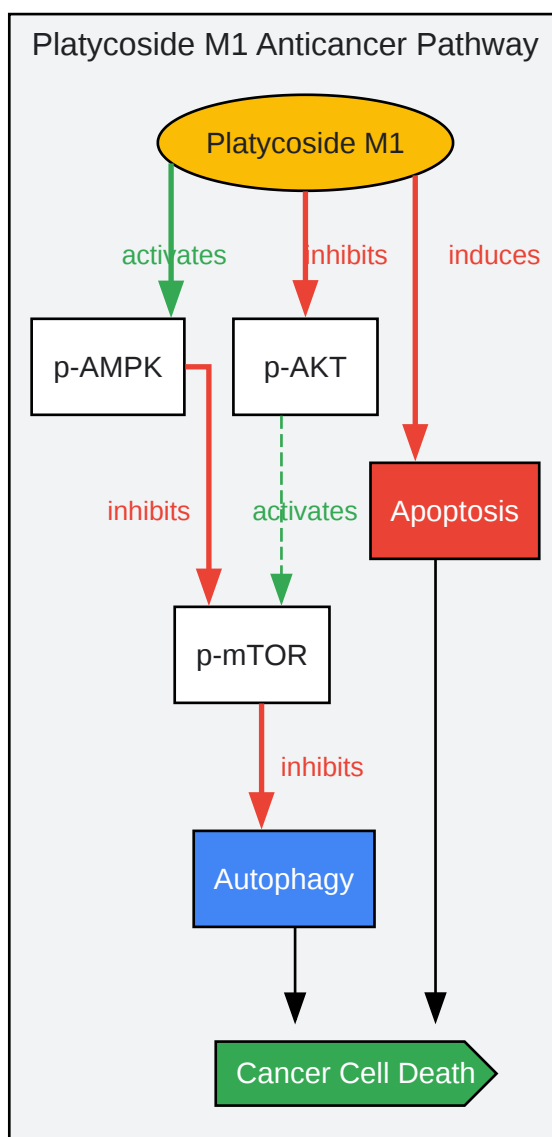 Platycoside M1 Anticancer Pathway
Platycoside M1
activates
inhibits
induces
p-AMPK
p-AKT
inhibits
activates
Apoptosis
p-mTOR
inhibits
Autophagy
Cancer Cell Death